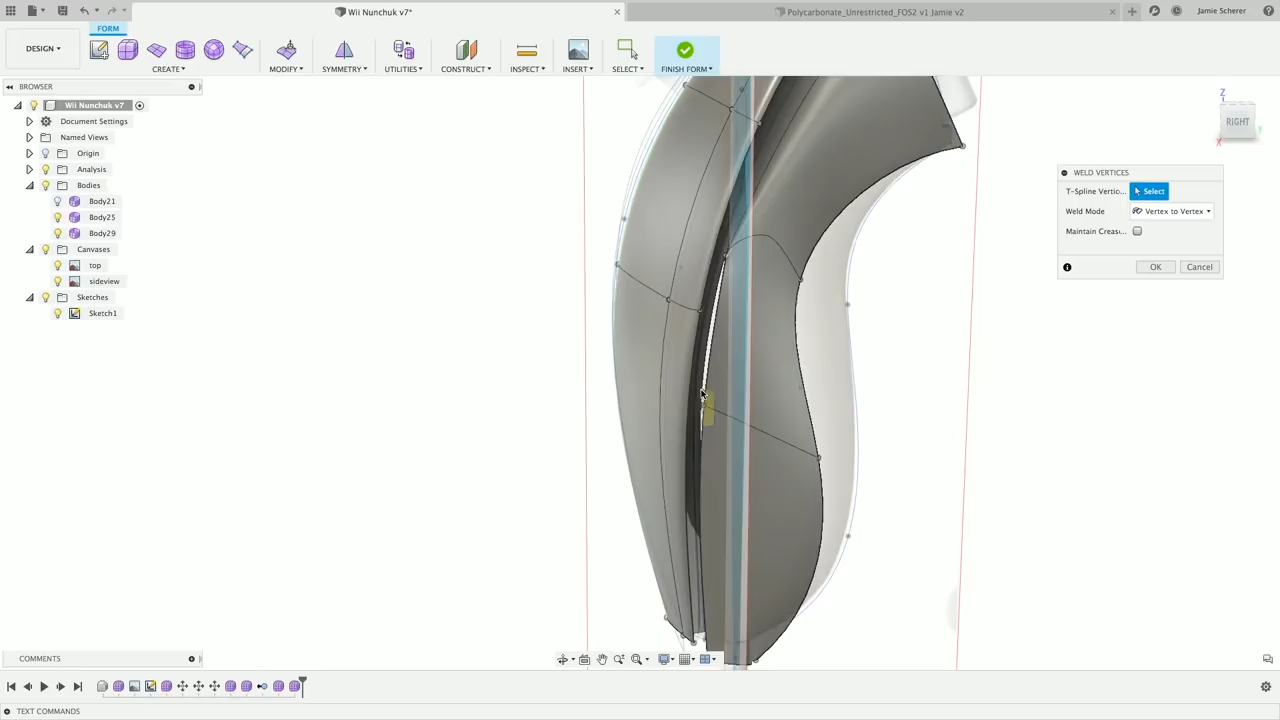 Wii Nunchuk v7*
Polycarbonate_Unrestricted_FOS2 v1 Jamie v2
Jamie Scherer
FORM
DESIGN
CREATE
MODIFY
SYMMETRY
UTILITIES
CONSTRUCT
INSPECT
INSERT
SELECT
FINISH FORM
BROWSER
Wii Nunchuk v7
Document Settings
Named Views
Origin
Analysis
Bodies
Body21
Body25
Body29
Canvases
top
sideview
Sketches
Sketch1
Z
RIGHT
X
Y
WELD VERTICES
T-Spline Vertic... Select
Weld Mode Vertex to Vertex
Maintain Creas...
OK Cancel
COMMENTS
TEXT COMMANDS